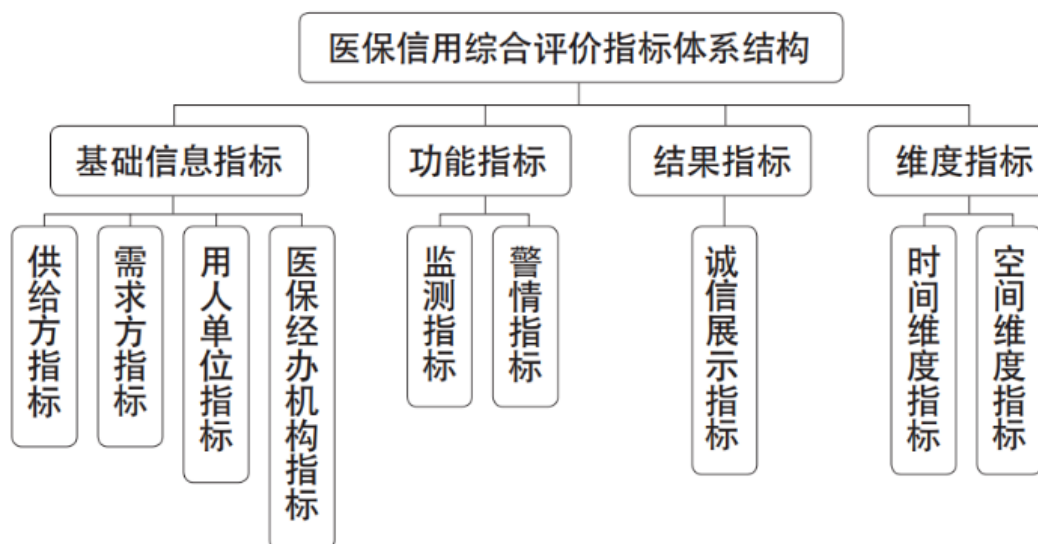 医保信用综合评价指标体系结构
基础信息指标
功能指标
结果指标
维度指标
供给方指标
需求方指标
用人单位指标
医保经办机构指标
监测指标
警情指标
诚信展示指标
时间维度指标
空间维度指标